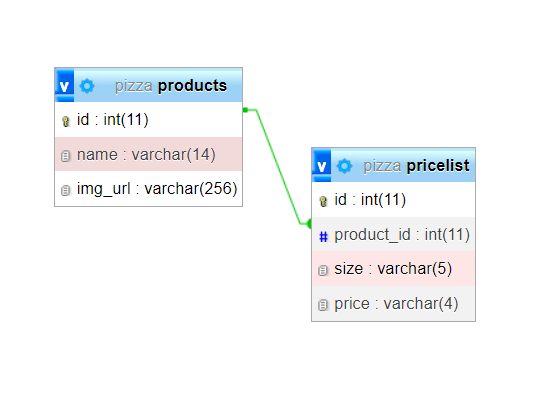 v pizza products
id : int(11)
name : varchar(14)
img_url : varchar(256)
v pizza pricelist
id : int(11)
# product_id : int(11)
size : varchar(5)
price : varchar(4)